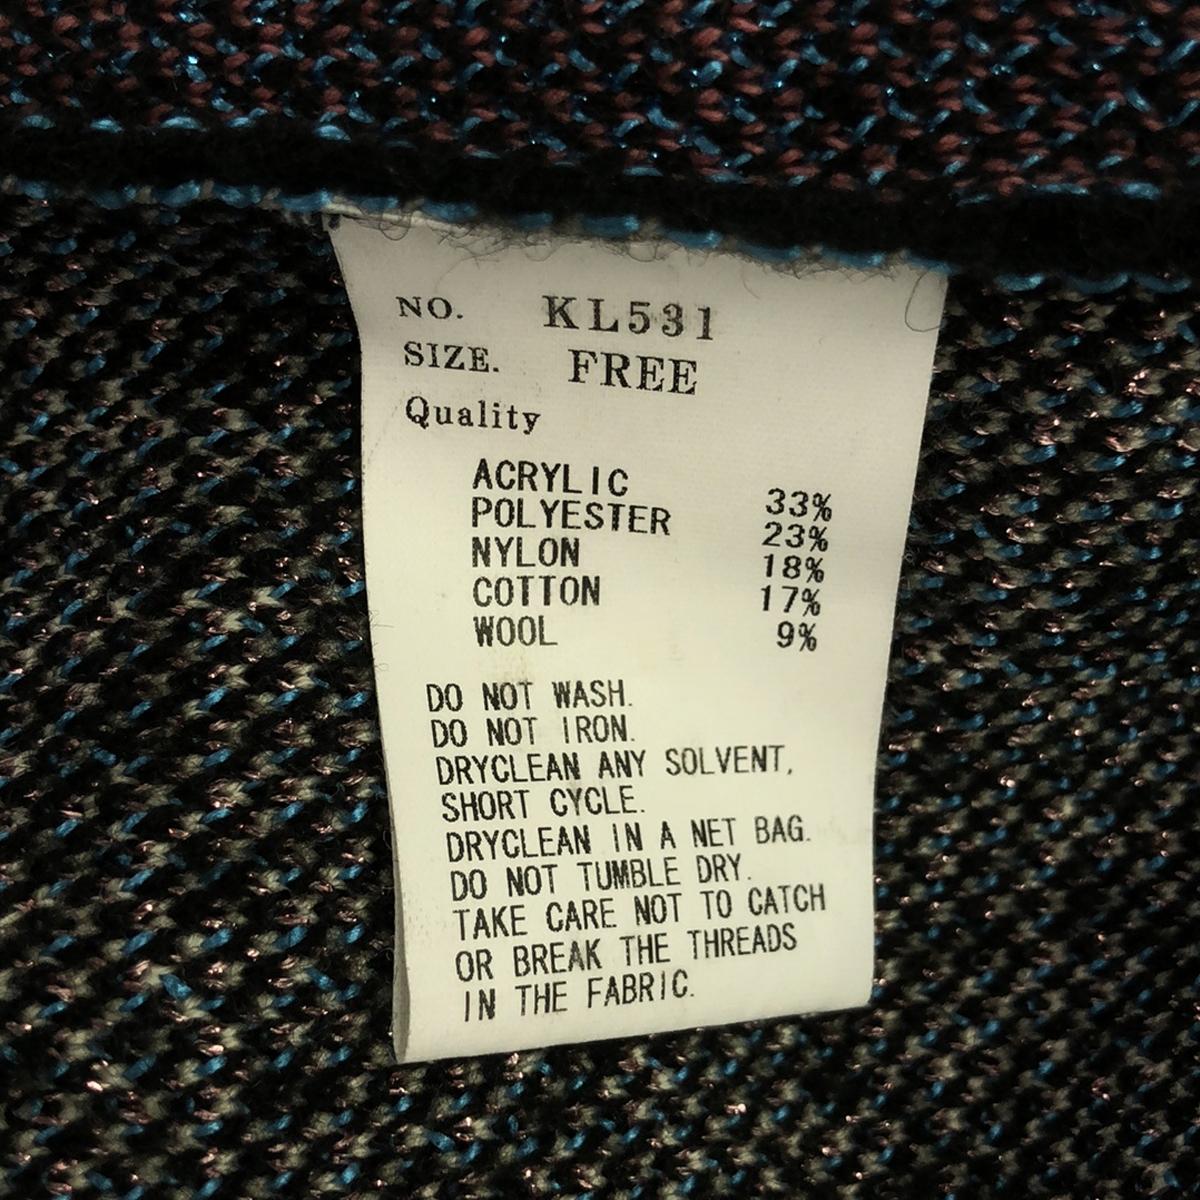 NO. KL531
SIZE. FREE
Quality
ACRYLIC 33%
POLYESTER 23%
NYLON 18%
COTTON 17%
WOOL 9%
DO NOT WASH.
DO NOT IRON.
DRYCLEAN ANY SOLVENT,
SHORT CYCLE.
DRYCLEAN IN A NET BAG.
DO NOT TUMBLE DRY.
TAKE CARE NOT TO CATCH
OR BREAK THE THREADS
IN THE FABRIC.